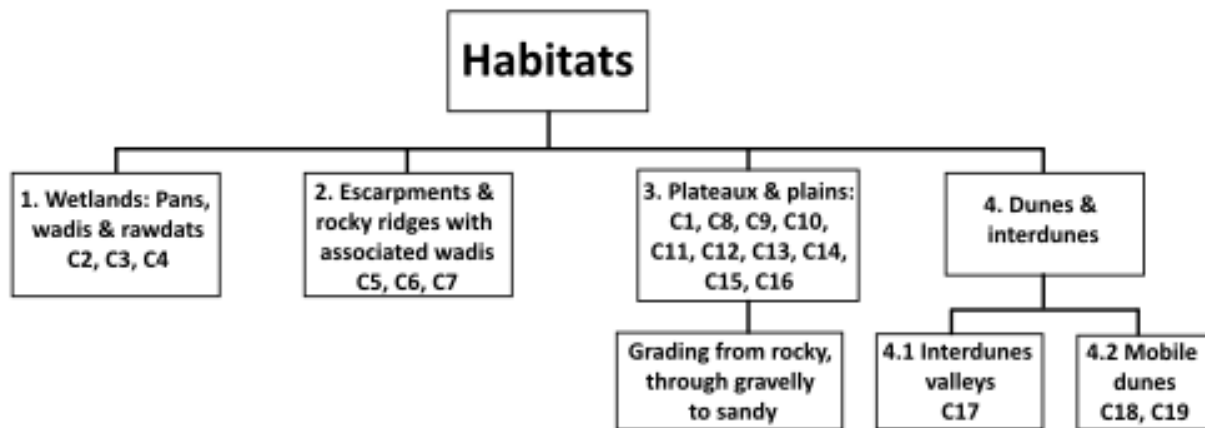 Habitats
1. Wetlands: Pans,
wadis & rawdats
C2, C3, C4
2. Escarpments &
rocky ridges with
associated wadis
C5, C6, C7
3. Plateaux & plains:
C1, C8, C9, C10,
C11, C12, C13, C14,
C15, C16
4. Dunes &
interdunes
Grading from rocky,
through gravelly
to sandy
4.1 Interdunes
valleys
C17
4.2 Mobile
dunes
C18, C19